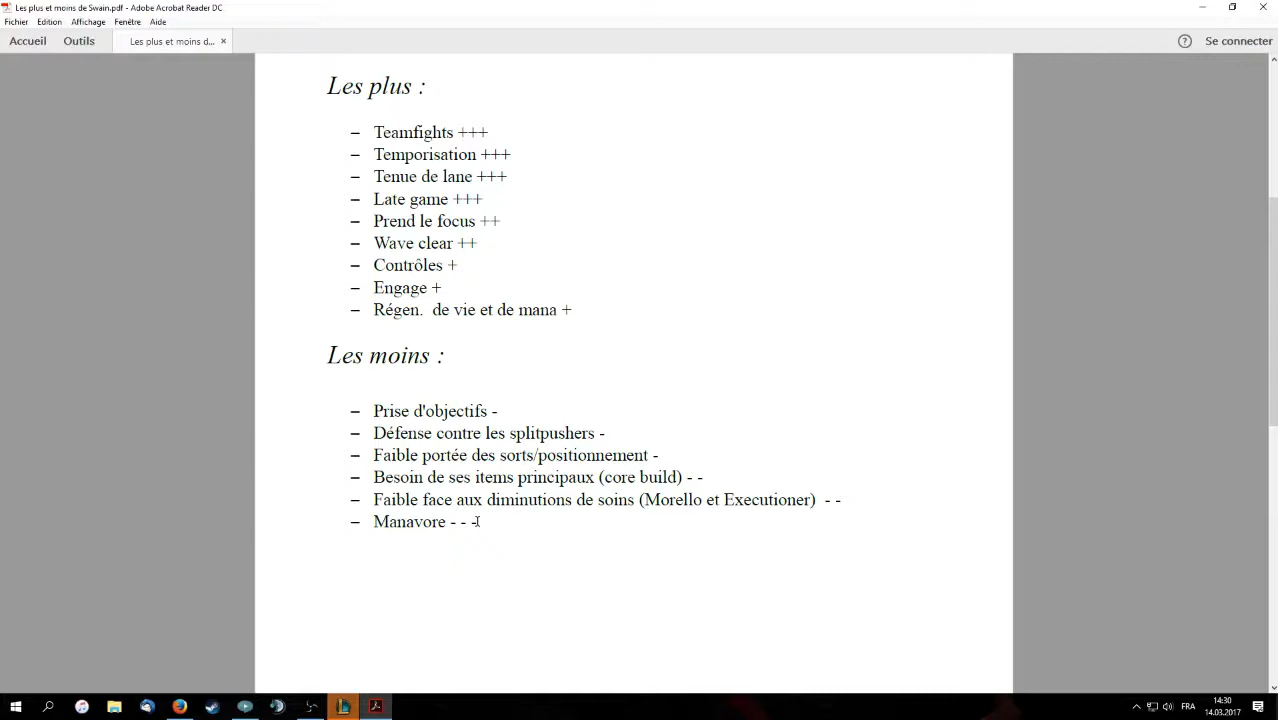 Les plus et moins de Swain.pdf - Adobe Acrobat Reader DC
Fichier Edition Affichage Fenêtre Aide
Accueil Outils Les plus et moins d... × ? Se connecter
Les plus :
– Teamfights +++
– Temporisation +++
– Tenue de lane +++
– Late game +++
– Prend le focus ++
– Wave clear ++
– Contrôles +
– Engage +
– Régen. de vie et de mana +
Les moins :
– Prise d'objectifs -
– Défense contre les splitpushers -
– Faible portée des sorts/positionnement -
– Besoin de ses items principaux (core build) - -
– Faible face aux diminutions de soins (Morello et Executioner) - -
– Manavore - - -
FRA
14:30
14.03.2017